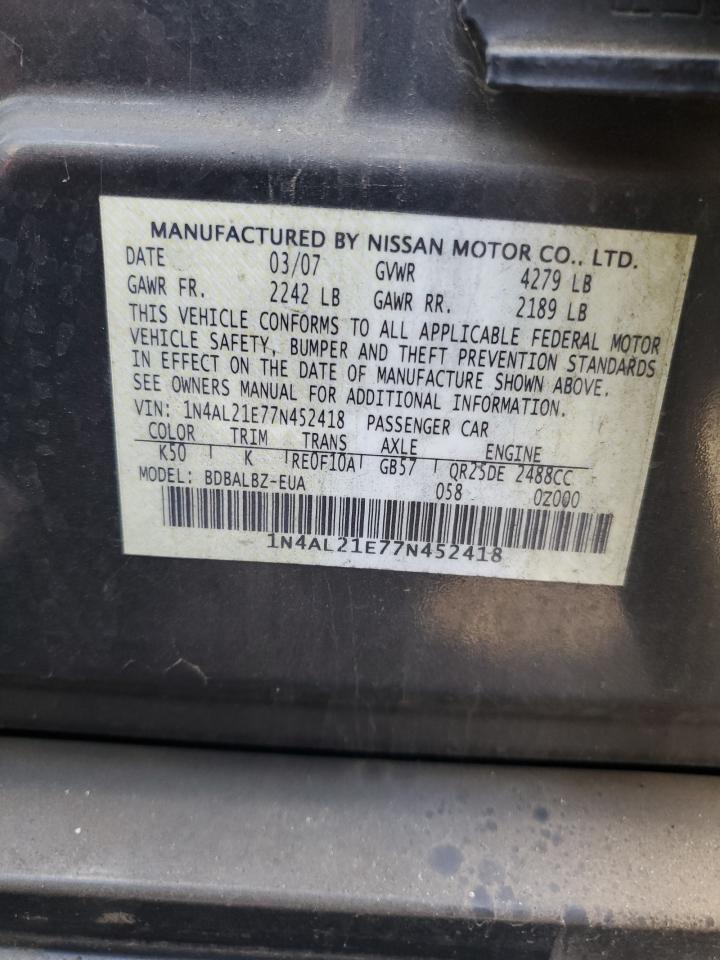 MANUFACTURED BY NISSAN MOTOR CO., LTD.
DATE 03/07 GVWR 4279 LB
GAWR FR. 2242 LB GAWR RR. 2189 LB
THIS VEHICLE CONFORMS TO ALL APPLICABLE FEDERAL MOTOR
VEHICLE SAFETY, BUMPER AND THEFT PREVENTION STANDARDS
IN EFFECT ON THE DATE OF MANUFACTURE SHOWN ABOVE.
SEE OWNERS MANUAL FOR ADDITIONAL INFORMATION.
VIN: 1N4AL21E77N452418 PASSENGER CAR
COLOR TRIM TRANS AXLE ENGINE
K50 K RE0F10A GB57 QR25DE 2488CC
MODEL: BDBALBZ-EUA 058 0Z000
1N4AL21E77N452418